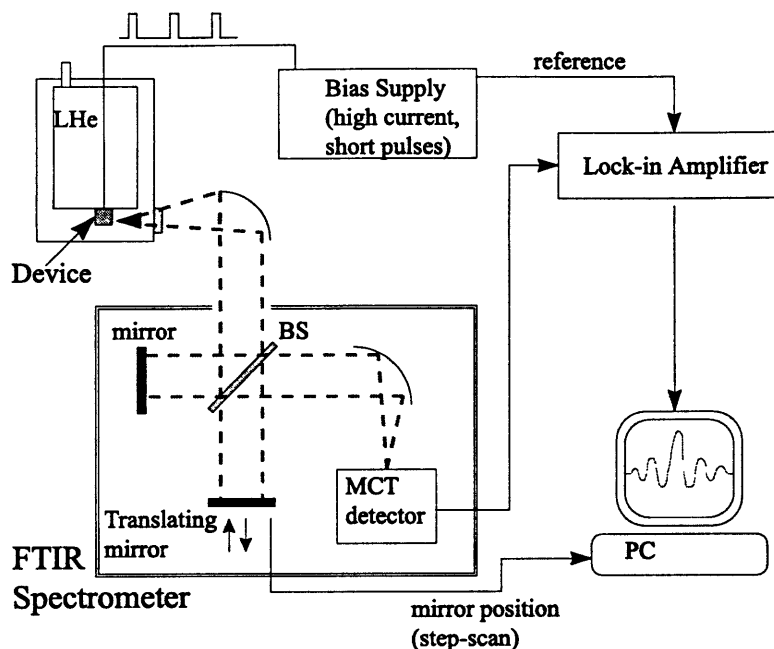 reference
Bias Supply
(high current,
short pulses)
LHe
Lock-in Amplifier
Device
mirror
BS
MCT
detector
Translating
mirror
FTIR
Spectrometer
PC
mirror position
(step-scan)